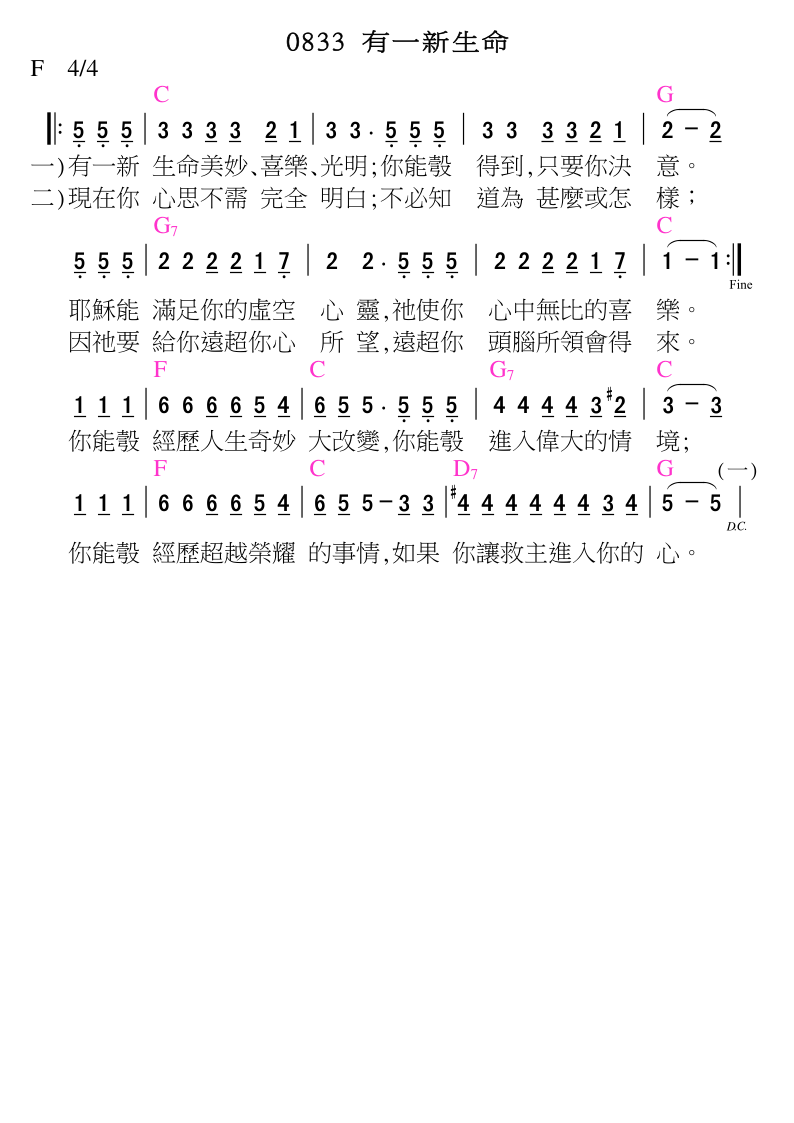 0833 有一新生命
F 4/4
C G
5 5 5 | 3 3 3 3 2 1 | 3 3 . 5 5 5 | 3 3 3 3 2 1 | 2 - 2
一)有一新 生命美妙、喜樂、光明;你能彀 得到,只要你決 意。
二)現在你 心思不需 完全 明白;不必知 道為 甚麼或怎 樣;
G7 C
5 5 5 | 2 2 2 2 1 7 | 2 2 . 5 5 5 | 2 2 2 2 1 7 | 1 - 1 :
Fine
耶穌能 滿足你的虛空 心 靈,祂使你 心中無比的喜 樂。
因祂要 給你遠超你心 所 望,遠超你 頭腦所領會得 來。
F C G7 C
1 1 1 | 6 6 6 6 5 4 | 6 5 5 . 5 5 5 | 4 4 4 4 3 #2 | 3 - 3
你能彀 經歷人生奇妙 大改變,你能彀 進入偉大的情 境;
F C D7 G (一)
1 1 1 | 6 6 6 6 5 4 | 6 5 5 - 3 3 | #4 4 4 4 4 4 3 4 | 5 - 5 |
D.C.
你能彀 經歷超越榮耀 的事情,如果 你讓救主進入你的 心。